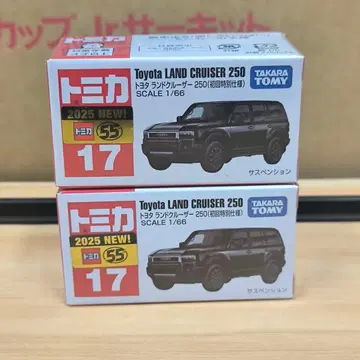 カップ Jr サーキット
トミカ
Toyota LAND CRUISER 250
トヨタ ランドクルーザー 250(初回特別仕様)
SCALE 1/66
TAKARA
TOMY
2025 NEW!
トミカ 55
17
サスペンション
トミカ
Toyota LAND CRUISER 250
トヨタ ランドクルーザー 250(初回特別仕様)
SCALE 1/66
TAKARA
TOMY
2025 NEW!
トミカ 55
17
サスペンション